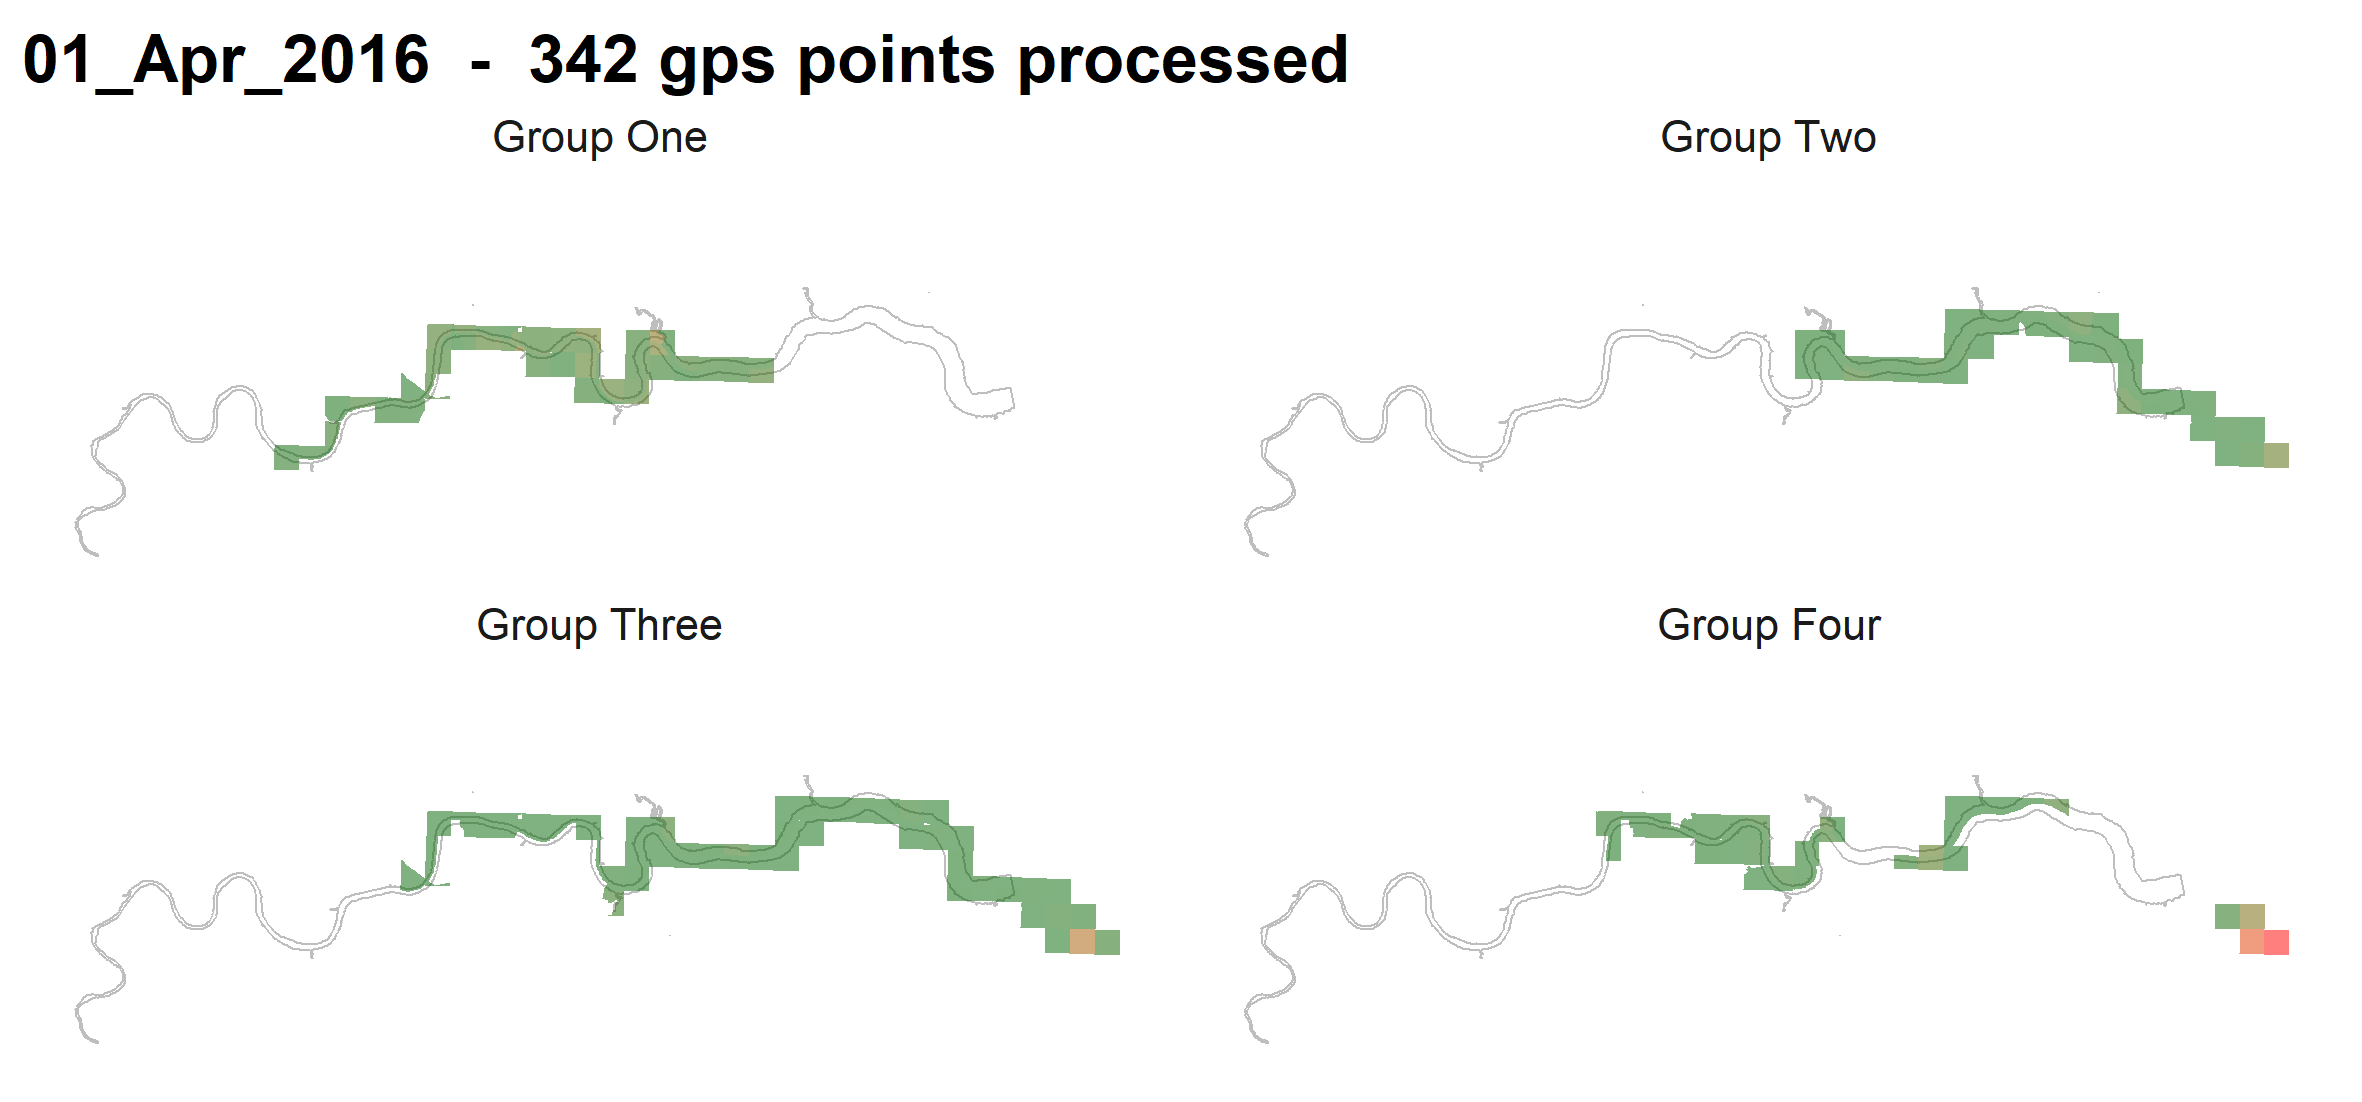 01_Apr_2016 - 342 gps points processed
Group One
Group Two
Group Three
Group Four